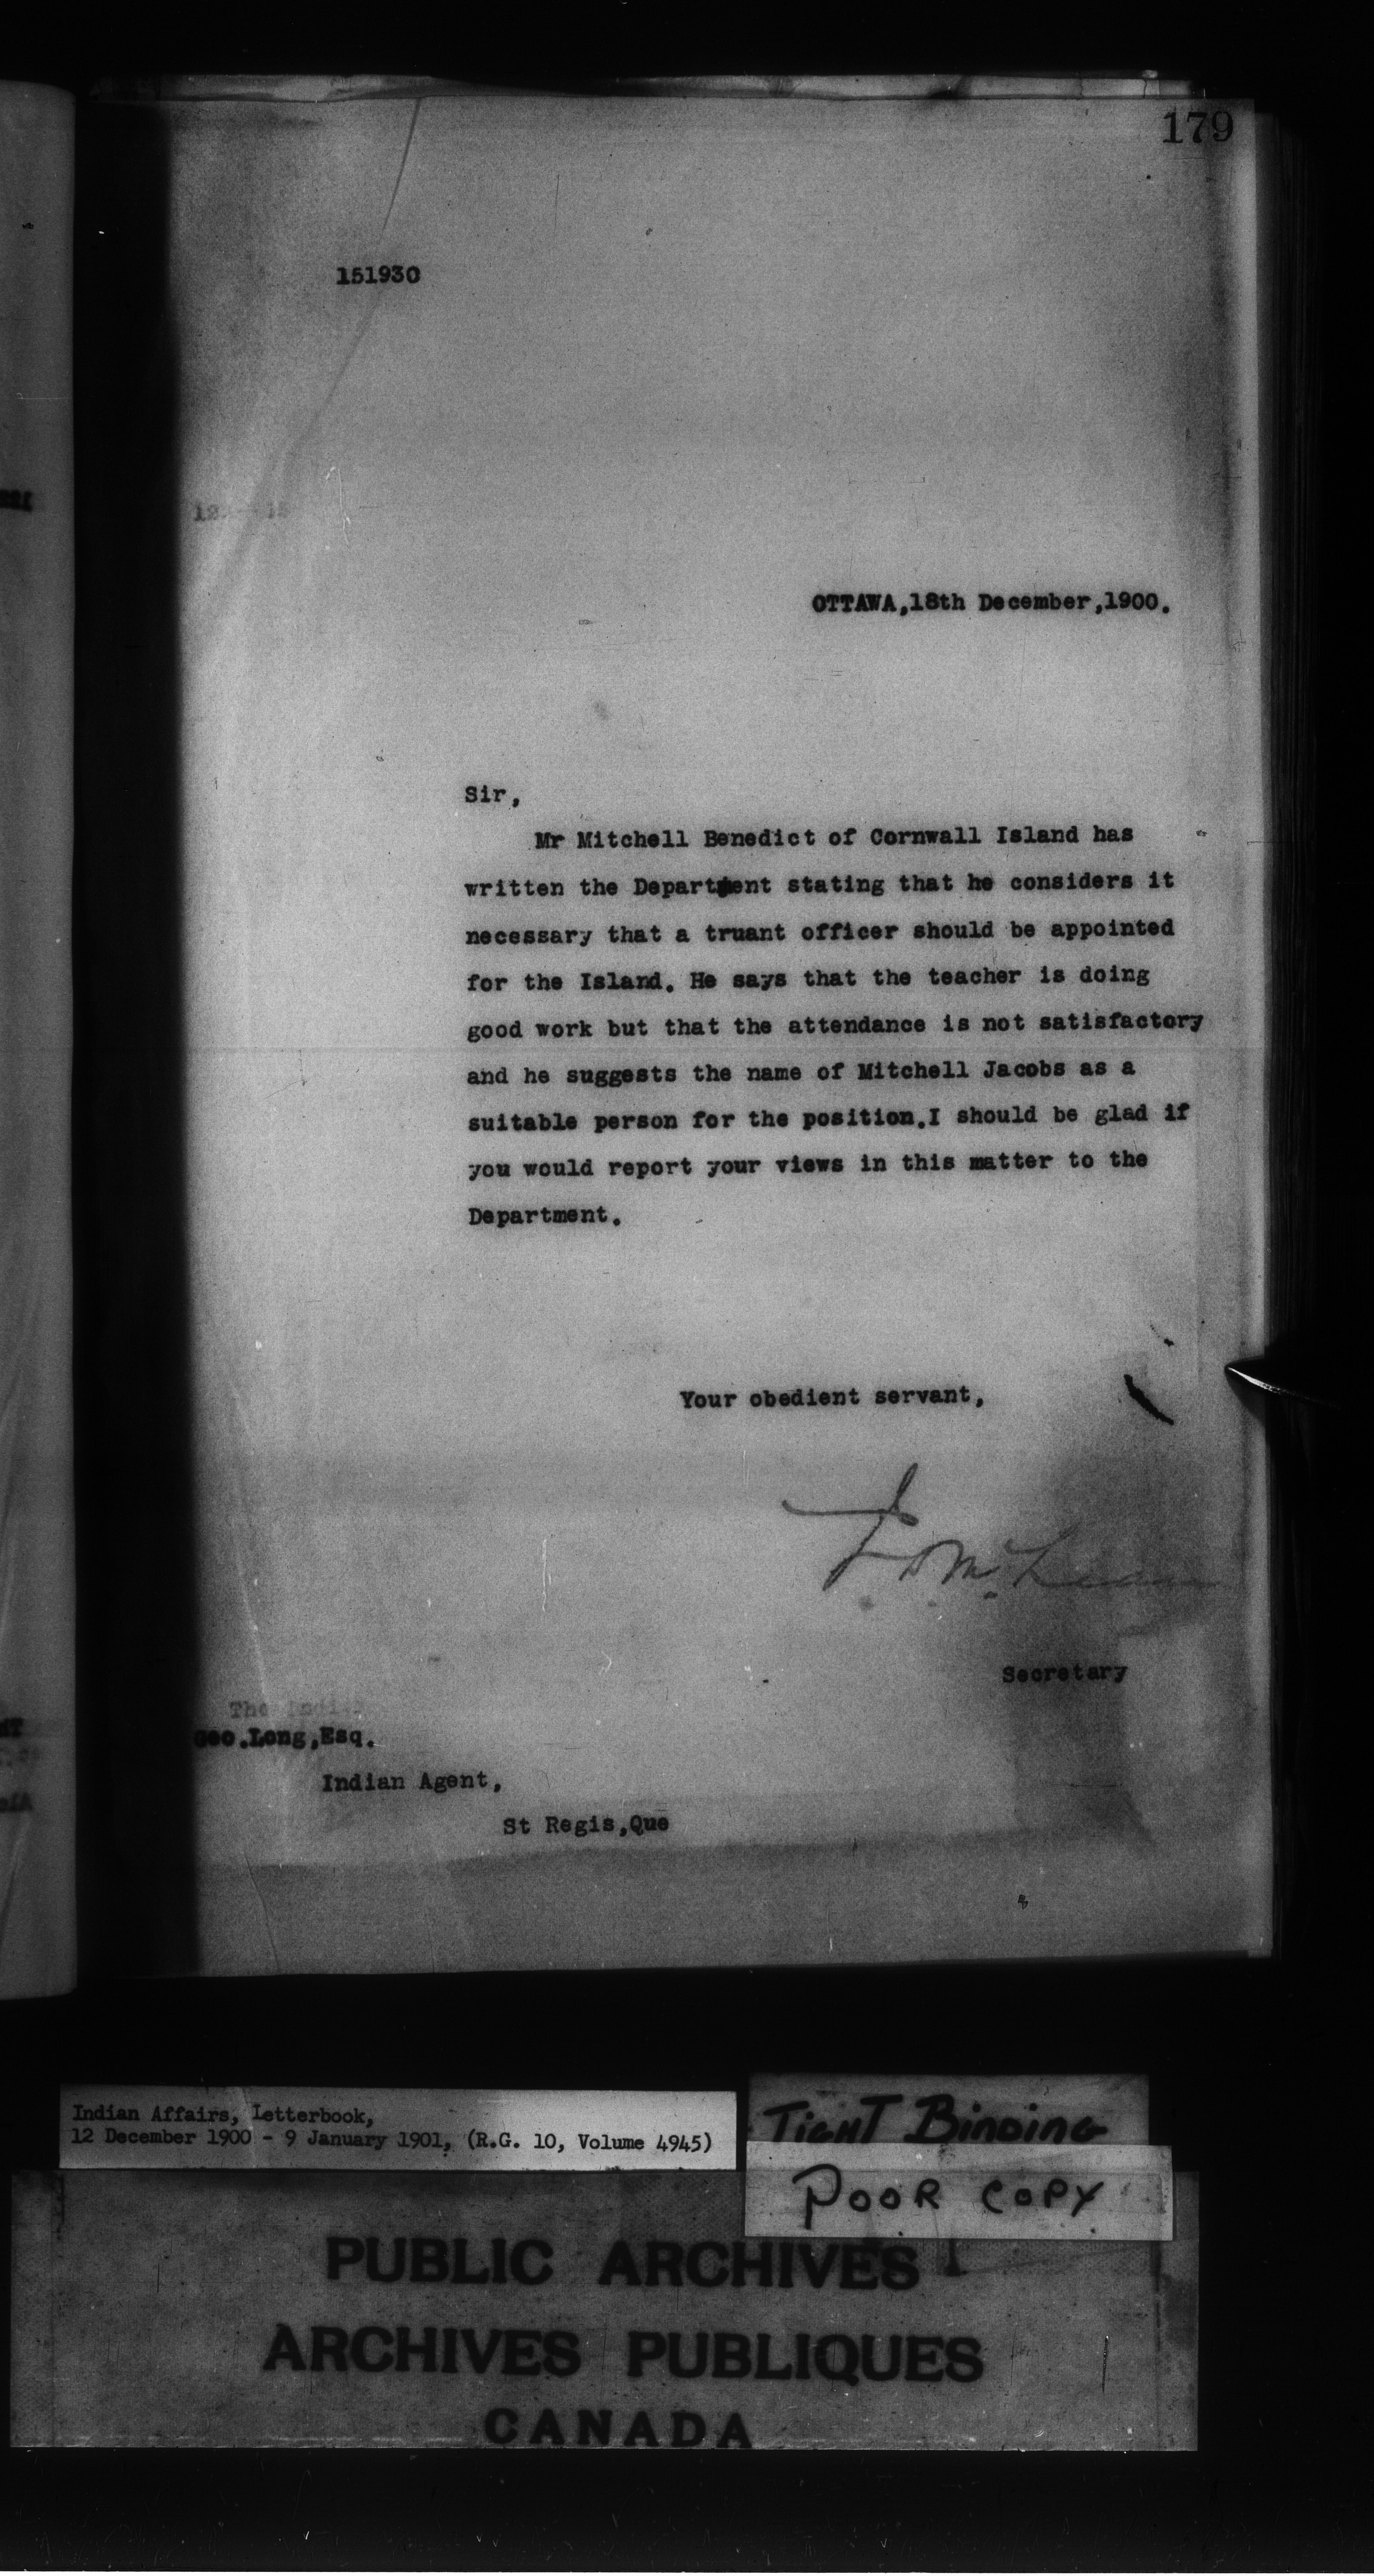 179
151930
OTTAWA,18th December,1900.
Sir,
Mr Mitchell Benedict of Cornwall Island has
written the Department stating that he considers it
necessary that a truant officer should be appointed
for the Island. He says that the teacher is doing
good work but that the attendance is not satisfactory
and he suggests the name of Mitchell Jacobs as a
suitable person for the position.I should be glad if
you would report your views in this matter to the
Department.
Your obedient servant,
J D McLean
Secretary
The Indi
Geo.Long,Esq.
Indian Agent,
St Regis,Que
Indian Affairs, Letterbook,
12 December 1900 - 9 January 1901, (R.G. 10, Volume 4945)
TIGHT BINDING
POOR COPY
PUBLIC ARCHIVES
ARCHIVES PUBLIQUES
CANADA